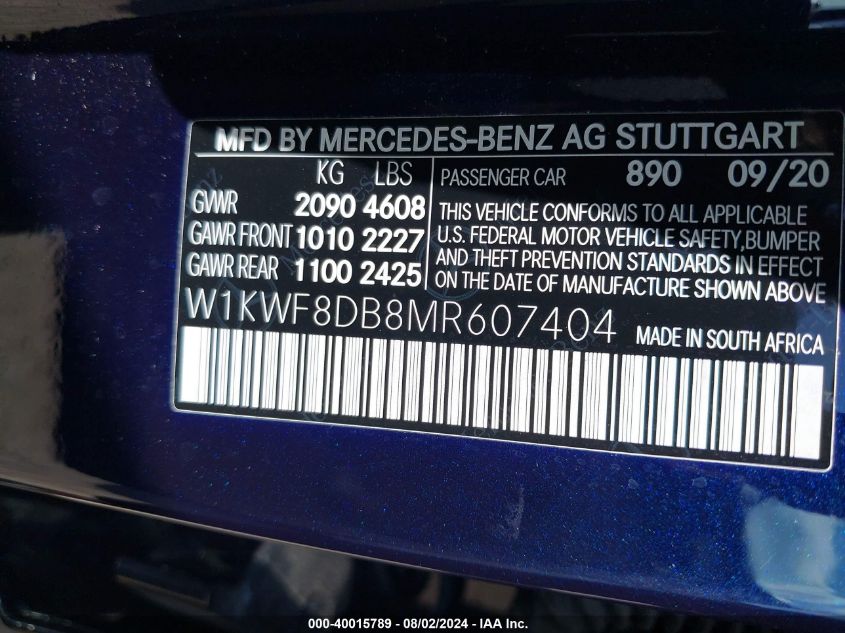 MFD BY MERCEDES-BENZ AG STUTTGART
KG LBS
GVWR 2090 4608
GAWR FRONT 1010 2227
GAWR REAR 1100 2425
PASSENGER CAR 890 09/20
THIS VEHICLE CONFORMS TO ALL APPLICABLE
U.S. FEDERAL MOTOR VEHICLE SAFETY,BUMPER
AND THEFT PREVENTION STANDARDS IN EFFECT
ON THE DATE OF MANUFACTURE SHOWN ABOVE
W1KWF8DB8MR607404
MADE IN SOUTH AFRICA
000-40015789 - 08/02/2024 - IAA Inc.